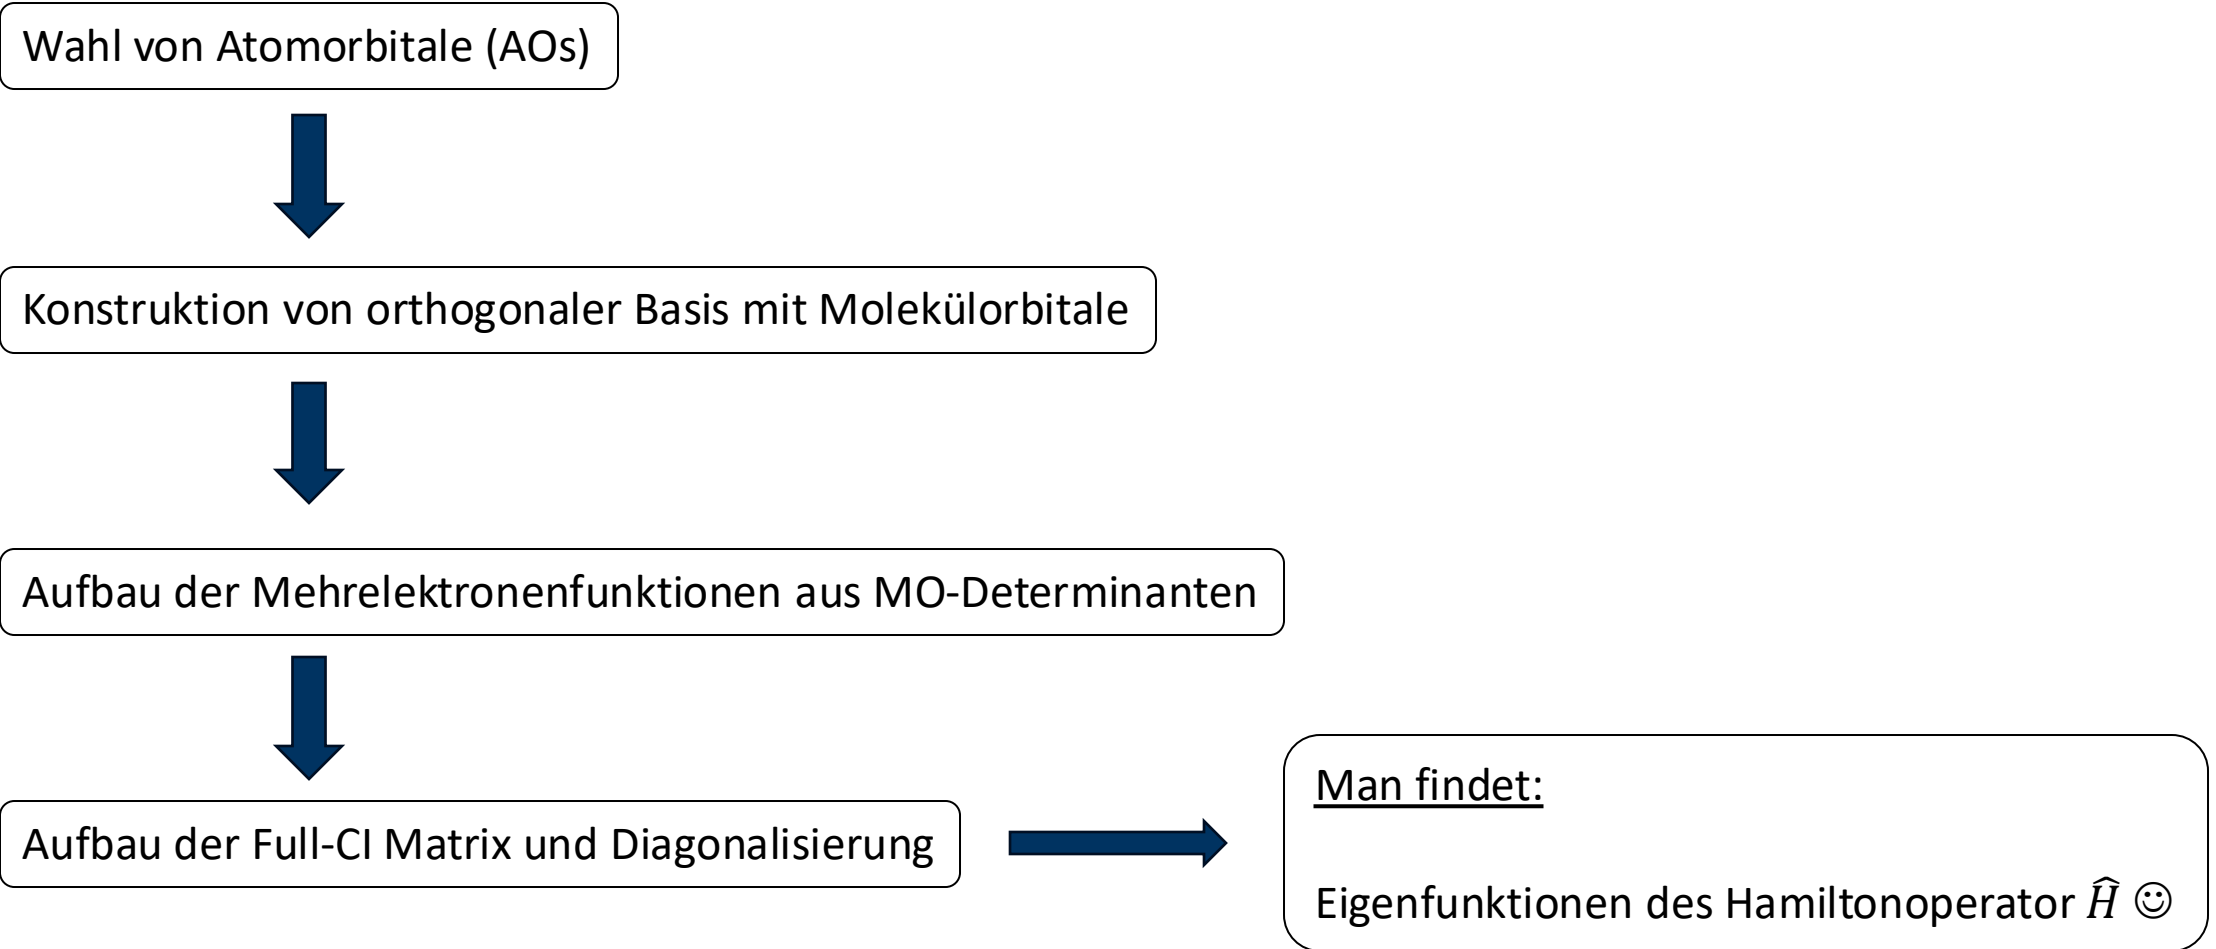 Wahl von Atomorbitale (AOs)
Konstruktion von orthogonaler Basis mit Molekülorbitale
Aufbau der Mehrelektronenfunktionen aus MO-Determinanten
Aufbau der Full-CI Matrix und Diagonalisierung
Man findet:
Eigenfunktionen des Hamiltonoperator Ĥ ☺